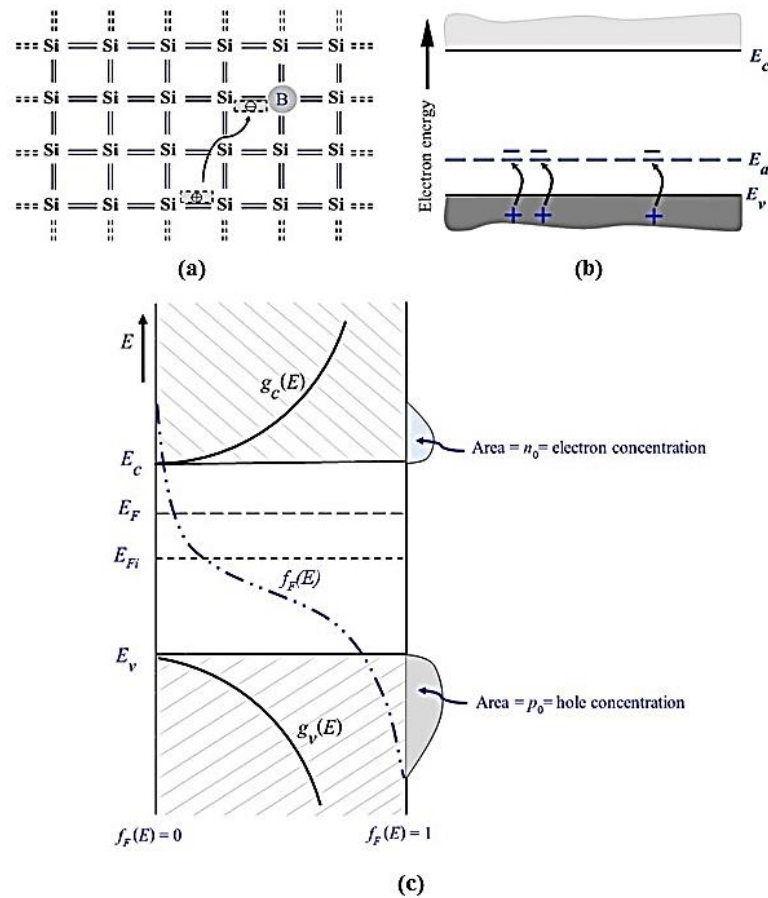 Si Si Si Si Si Si
Si Si Si Si B Si
Si Si Si Si Si Si
Si Si Si Si Si Si
(a)
Electron energy
E_c
E_a
E_v
(b)
E
g_c(E)
Area = n_0= electron concentration
E_c
E_F
E_Fi
f_F(E)
E_v
Area = p_0= hole concentration
g_v(E)
f_F(E) = 0 f_F(E) = 1
(c)